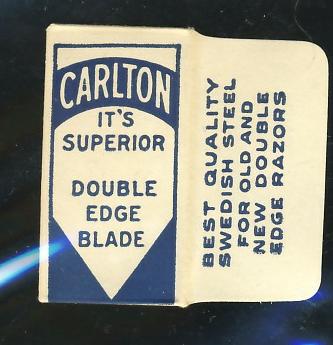 CARLTON
IT'S
SUPERIOR
DOUBLE
EDGE
BLADE
BEST QUALITY
SWEDISH STEEL
FOR OLD AND
NEW DOUBLE
EDGE RAZORS